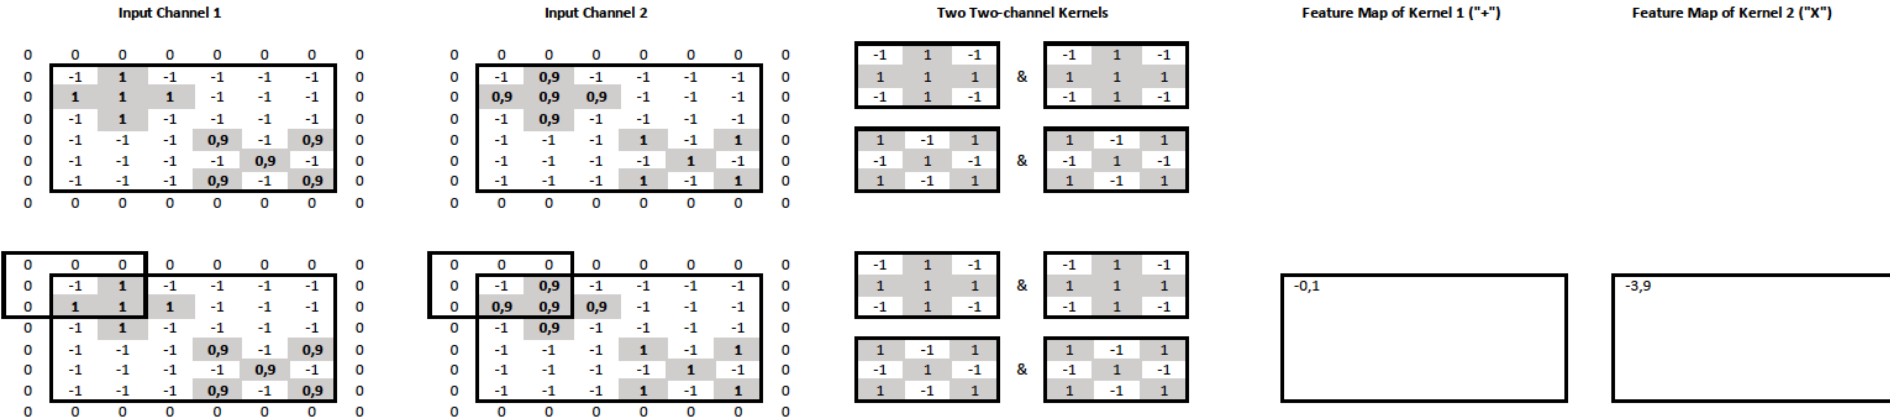 Input Channel 1 Input Channel 2 Two Two-channel Kernels Feature Map of Kernel 1 ("+") Feature Map of Kernel 2 ("X")
0 0 0 0 0 0 0 0 0 0 0 0 0 0 0 0 -1 1 -1 -1 1 -1
0 -1 1 -1 -1 -1 -1 0 0 -1 0,9 -1 -1 -1 -1 0 1 1 1 & 1 1 1
0 1 1 1 -1 -1 -1 0 0 0,9 0,9 0,9 -1 -1 -1 0 -1 1 -1 -1 1 -1
0 -1 1 -1 -1 -1 -1 0 0 -1 0,9 -1 -1 -1 -1 0
0 -1 -1 -1 0,9 -1 0,9 0 0 -1 -1 -1 1 -1 1 0 1 -1 1 1 -1 1
0 -1 -1 -1 -1 0,9 -1 0 0 -1 -1 -1 -1 1 -1 0 -1 1 -1 & -1 1 -1
0 -1 -1 -1 0,9 -1 0,9 0 0 -1 -1 -1 1 -1 1 0 1 -1 1 1 -1 1
0 0 0 0 0 0 0 0 0 0 0 0 0 0 0 0
0 0 0 0 0 0 0 0 0 0 0 0 0 0 0 0 -1 1 -1 -1 1 -1
0 -1 1 -1 -1 -1 -1 0 0 -1 0,9 -1 -1 -1 -1 0 1 1 1 & 1 1 1 -0,1 -3,9
0 1 1 1 -1 -1 -1 0 0 0,9 0,9 0,9 -1 -1 -1 0 -1 1 -1 -1 1 -1
0 -1 1 -1 -1 -1 -1 0 0 -1 0,9 -1 -1 -1 -1 0
0 -1 -1 -1 0,9 -1 0,9 0 0 -1 -1 -1 1 -1 1 0 1 -1 1 1 -1 1
0 -1 -1 -1 -1 0,9 -1 0 0 -1 -1 -1 -1 1 -1 0 -1 1 -1 & -1 1 -1
0 -1 -1 -1 0,9 -1 0,9 0 0 -1 -1 -1 1 -1 1 0 1 -1 1 1 -1 1
0 0 0 0 0 0 0 0 0 0 0 0 0 0 0 0